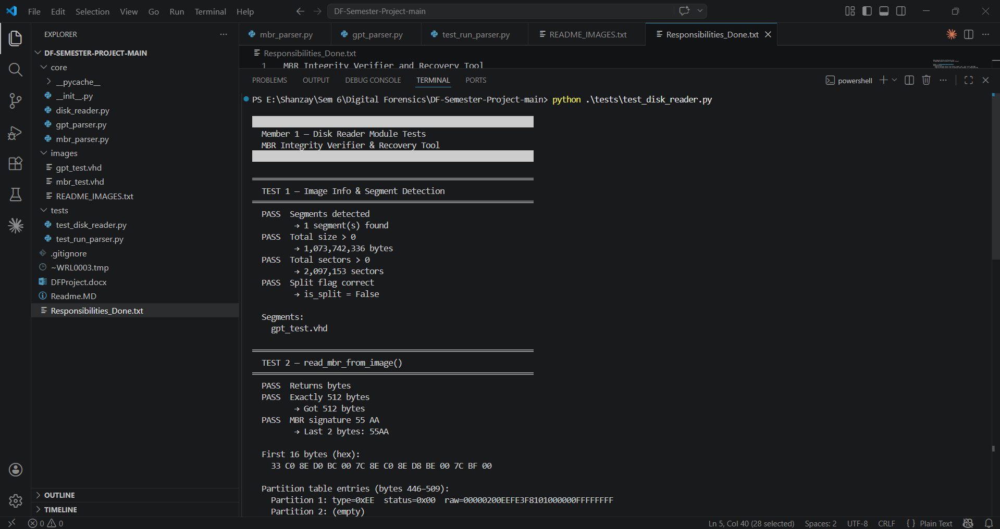 File Edit Selection View Go Run Terminal Help
DF-Semester-Project-main
EXPLORER
DF-SEMESTER-PROJECT-MAIN
core
__pycache__
__init__.py
disk_reader.py
gpt_parser.py
mbr_parser.py
images
gpt_test.vhd
mbr_test.vhd
README_IMAGES.txt
tests
test_disk_reader.py
test_run_parser.py
.gitignore
~WRL0003.tmp
DFProject.docx
Readme.MD
Responsibilities_Done.txt
OUTLINE
TIMELINE
mbr_parser.py gpt_parser.py test_run_parser.py README_IMAGES.txt Responsibilities_Done.txt
Responsibilities_Done.txt
1 MBR Integrity Verifier and Recovery Tool
PROBLEMS OUTPUT DEBUG CONSOLE TERMINAL PORTS
powershell
PS E:\Shanzay\Sem 6\Digital Forensics\DF-Semester-Project-main> python .\tests\test_disk_reader.py
Member 1 — Disk Reader Module Tests
MBR Integrity Verifier & Recovery Tool
TEST 1 — Image Info & Segment Detection
PASS Segments detected
→ 1 segment(s) found
PASS Total size > 0
→ 1,073,742,336 bytes
PASS Total sectors > 0
→ 2,097,153 sectors
PASS Split flag correct
→ is_split = False
Segments:
gpt_test.vhd
TEST 2 — read_mbr_from_image()
PASS Returns bytes
PASS Exactly 512 bytes
→ Got 512 bytes
PASS MBR signature 55 AA
→ Last 2 bytes: 55AA
First 16 bytes (hex):
33 C0 8E D0 BC 00 7C 8E C0 8E D8 BE 00 7C BF 00
Partition table entries (bytes 446–509):
Partition 1: type=0xEE status=0x00 raw=00000200EEFE3F8101000000FFFFFFFF
Partition 2: (empty)
0 0
Ln 5, Col 40 (28 selected) Spaces: 2 UTF-8 CRLF {} Plain Text